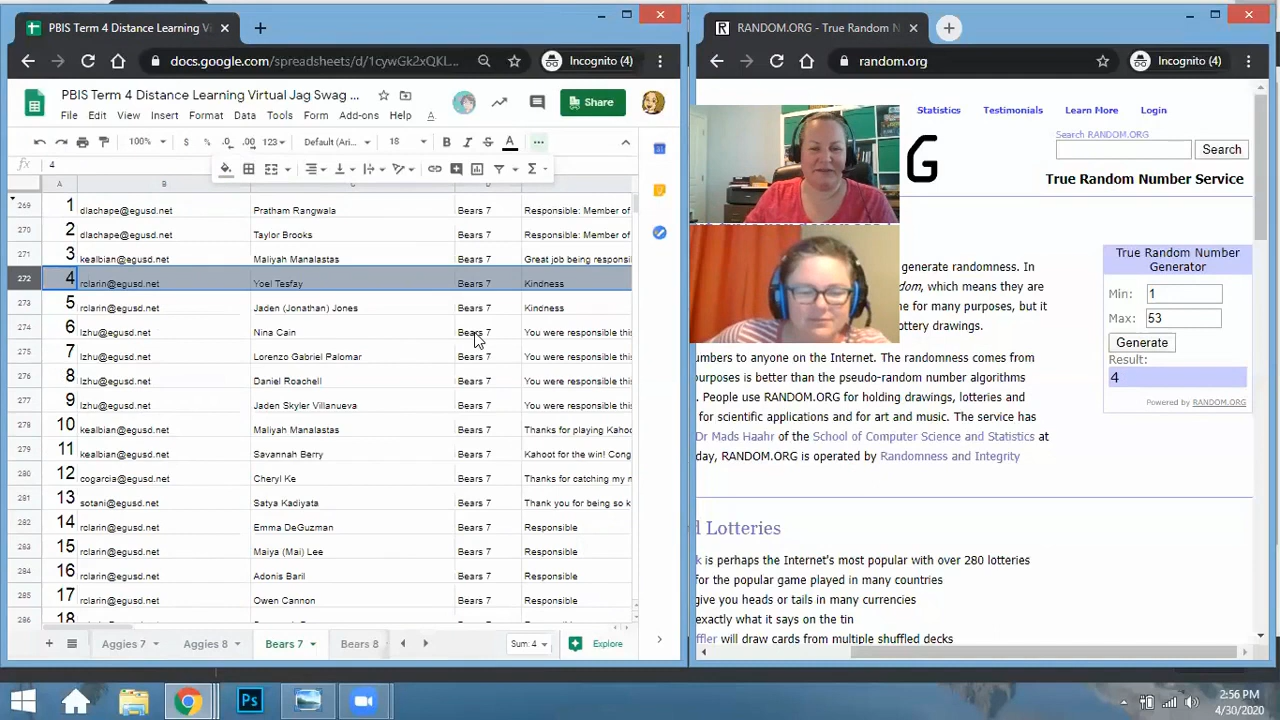 PBIS Term 4 Distance Learning V
docs.google.com/spreadsheets/d/1cywGk2xQKL...
Incognito (4)
PBIS Term 4 Distance Learning Virtual Jag Swag ...
Share
File Edit View Insert Format Data Tools Form Add-ons Help
100% % .0 .00 123 Default (Ari... 18 B I S A
fx 4
A B C D
269 1 dlachape@egusd.net Pratham Rangwala Bears 7 Responsible: Member of
270 2 dlachape@egusd.net Taylor Brooks Bears 7 Responsible: Member of
271 3 kealbian@egusd.net Maliyah Manalastas Bears 7 Great job being responsi
272 4 rclarin@egusd.net Yoel Tesfay Bears 7 Kindness
273 5 rclarin@egusd.net Jaden (Jonathan) Jones Bears 7 Kindness
274 6 lzhu@egusd.net Nina Cain Bears 7 You were responsible this
275 7 lzhu@egusd.net Lorenzo Gabriel Palomar Bears 7 You were responsible this
276 8 lzhu@egusd.net Daniel Roachell Bears 7 You were responsible this
277 9 lzhu@egusd.net Jaden Skyler Villanueva Bears 7 You were responsible this
278 10 kealbian@egusd.net Maliyah Manalastas Bears 7 Thanks for playing Kahoo
279 11 kealbian@egusd.net Savannah Berry Bears 7 Kahoot for the win! Cong
280 12 cogarcia@egusd.net Cheryl Ke Bears 7 Thanks for catching my m
281 13 sotani@egusd.net Satya Kadiyata Bears 7 Thank you for being so k
282 14 rclarin@egusd.net Emma DeGuzman Bears 7 Responsible
283 15 rclarin@egusd.net Maiya (Mai) Lee Bears 7 Responsible
284 16 rclarin@egusd.net Adonis Baril Bears 7 Responsible
285 17 rclarin@egusd.net Owen Cannon Bears 7 Responsible
18
Aggies 7 Aggies 8 Bears 7 Bears 8 Sum: 4 Explore
RANDOM.ORG - True Random N
random.org
Incognito (4)
Statistics Testimonials Learn More Login
Search RANDOM.ORG
Search
G
True Random Number Service
generate randomness. In
dom, which means they are
e for many purposes, but it
ottery drawings.
True Random Number
Generator
Min: 1
Max: 53
Generate
Result:
4
Powered by RANDOM.ORG
umbers to anyone on the Internet. The randomness comes from
purposes is better than the pseudo-random number algorithms
. People use RANDOM.ORG for holding drawings, lotteries and
for scientific applications and for art and music. The service has
Dr Mads Haahr of the School of Computer Science and Statistics at
day, RANDOM.ORG is operated by Randomness and Integrity
d Lotteries
k is perhaps the Internet's most popular with over 280 lotteries
for the popular game played in many countries
give you heads or tails in many currencies
exactly what it says on the tin
ffler will draw cards from multiple shuffled decks
Ps
2:56 PM
4/30/2020